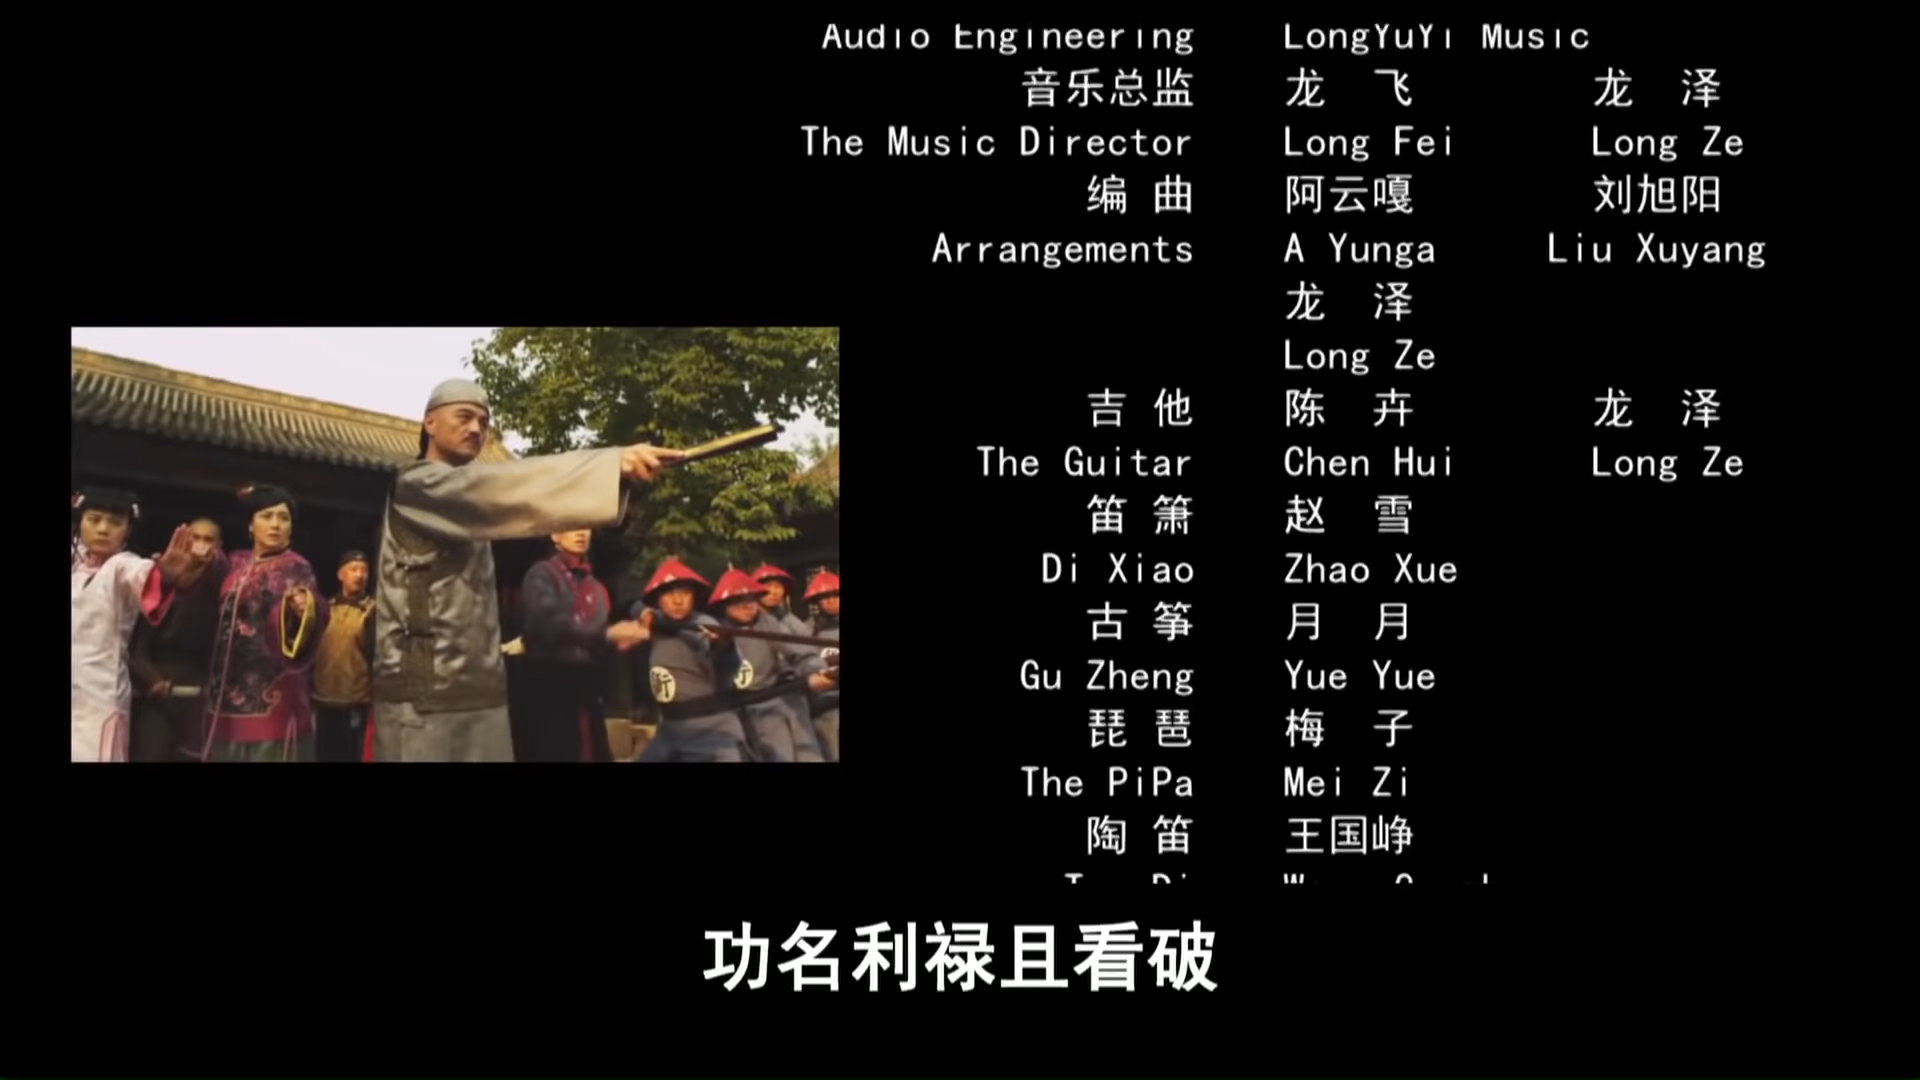 Audio Engineering LongYuYi Music
音乐总监 龙 飞 龙 泽
The Music Director Long Fei Long Ze
编 曲 阿云嘎 刘旭阳
Arrangements A Yunga Liu Xuyang
龙 泽
Long Ze
吉 他 陈 卉 龙 泽
The Guitar Chen Hui Long Ze
笛 箫 赵 雪
Di Xiao Zhao Xue
古 筝 月 月
Gu Zheng Yue Yue
琵 琶 梅 子
The PiPa Mei Zi
陶 笛 王国峥
功名利禄且看破